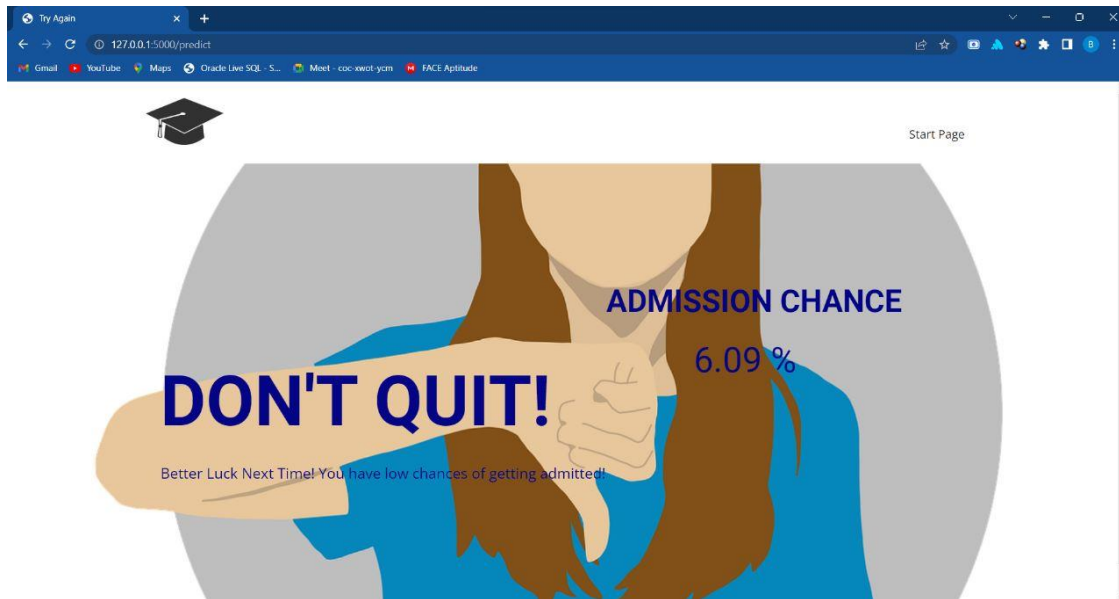 Try Again
127.0.0.1:5000/predict
Gmail YouTube Maps Oracle Live SQL - S... Meet - coc-xwot-ycm FACE Aptitude
Start Page
ADMISSION CHANCE
6.09 %
DON'T QUIT!
Better Luck Next Time! You have low chances of getting admitted!